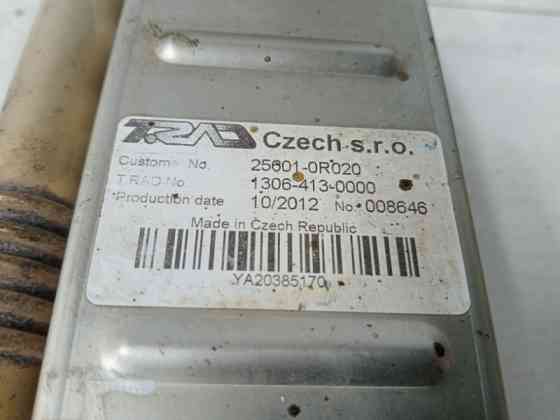 T.RAD Czech s.r.o.
Customer No. 25601-0R020
T.RAD No. 1306-413-0000
Production date 10/2012 No. 008646
Made in Czech Republic
YA20385170